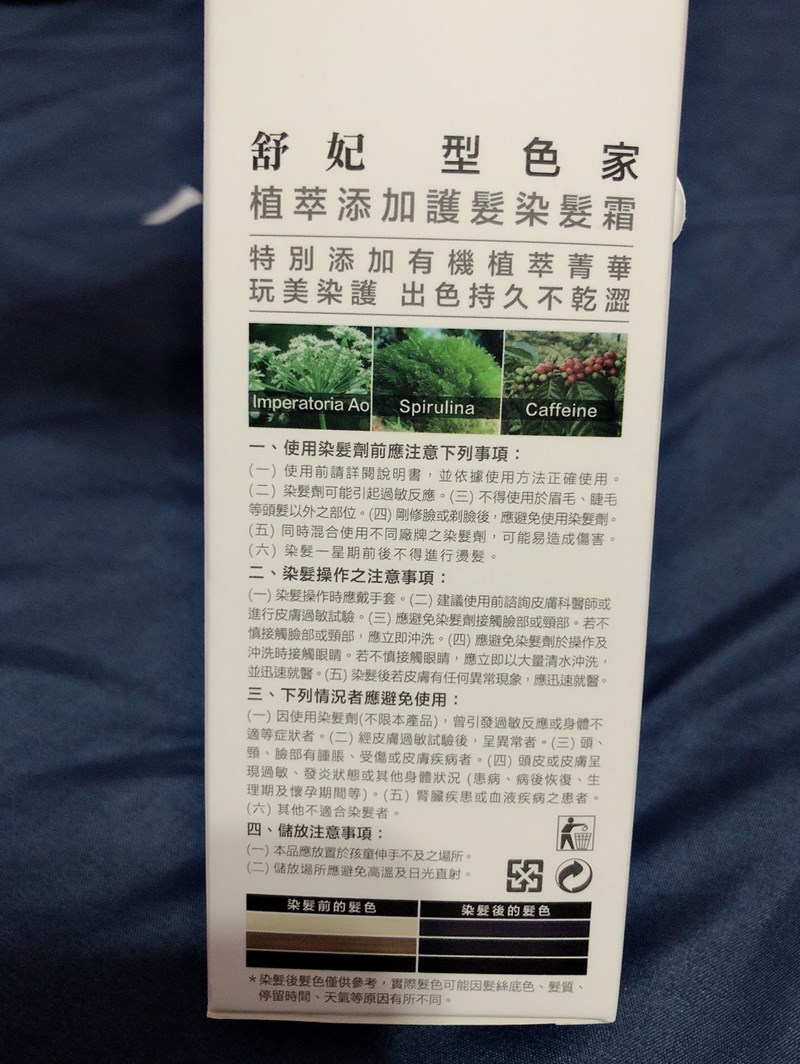 舒妃 型色家
植萃添加護髮染髮霜
特別添加有機植萃菁華
玩美染護 出色持久不乾澀
Imperatoria Ao
Spirulina
Caffeine
一、使用染髮劑前應注意下列事項：
(一) 使用前請詳閱說明書，並依據使用方法正確使用。
(二) 染髮劑可能引起過敏反應。(三) 不得使用於眉毛、睫毛
等頭髮以外之部位。(四) 剛修臉或剃臉後，應避免使用染髮劑。
(五) 同時混合使用不同廠牌之染髮劑，可能易造成傷害。
(六) 染髮一星期前後不得進行燙髮。
二、染髮操作之注意事項：
(一) 染髮操作時應戴手套。(二) 建議使用前諮詢皮膚科醫師或
進行皮膚過敏試驗。(三) 應避免染髮劑接觸臉部或頸部。若不
慎接觸臉部或頸部，應立即沖洗。(四) 應避免染髮劑於操作及
沖洗時接觸眼睛。若不慎接觸眼睛，應立即以大量清水沖洗，
並迅速就醫。(五) 染髮後若皮膚有任何異常現象，應迅速就醫。
三、下列情況者應避免使用：
(一) 因使用染髮劑(不限本產品)，曾引發過敏反應或身體不
適等症狀者。(二) 經皮膚過敏試驗後，呈異常者。(三) 頭、
頸、臉部有腫脹、受傷或皮膚疾病者。(四) 頭皮或皮膚呈
現過敏、發炎狀態或其他身體狀況 (患病、病後恢復、生
理期及懷孕期間等)。(五) 腎臟疾患或血液疾病之患者。
(六) 其他不適合染髮者。
四、儲放注意事項：
(一) 本品應放置於孩童伸手不及之場所。
(二) 儲放場所應避免高溫及日光直射。
染髮前的髮色
染髮後的髮色
*染髮後髮色僅供參考，實際髮色可能因髮絲底色、髮質、
停留時間、天氣等原因有所不同。